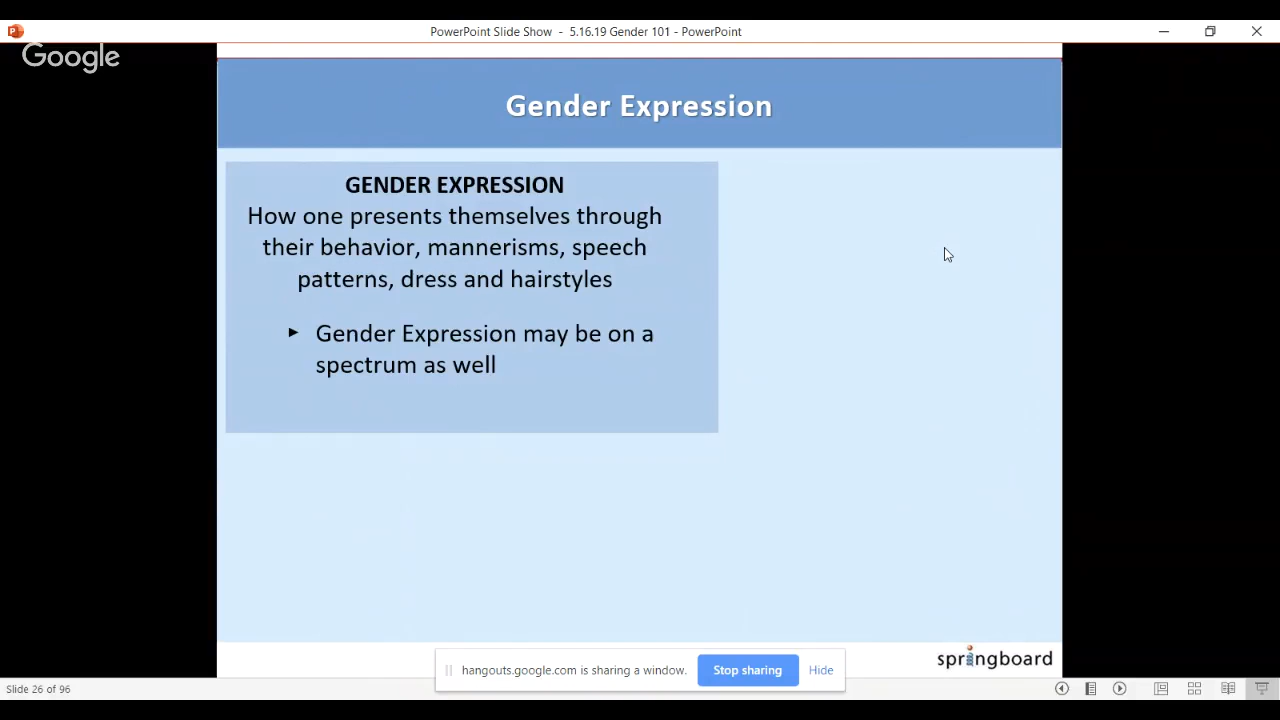 PowerPoint Slide Show - 5.16.19 Gender 101 - PowerPoint
Google
Gender Expression
GENDER EXPRESSION
How one presents themselves through
their behavior, mannerisms, speech
patterns, dress and hairstyles
▸ Gender Expression may be on a
spectrum as well
springboard
hangouts.google.com is sharing a window. Stop sharing Hide
Slide 26 of 96